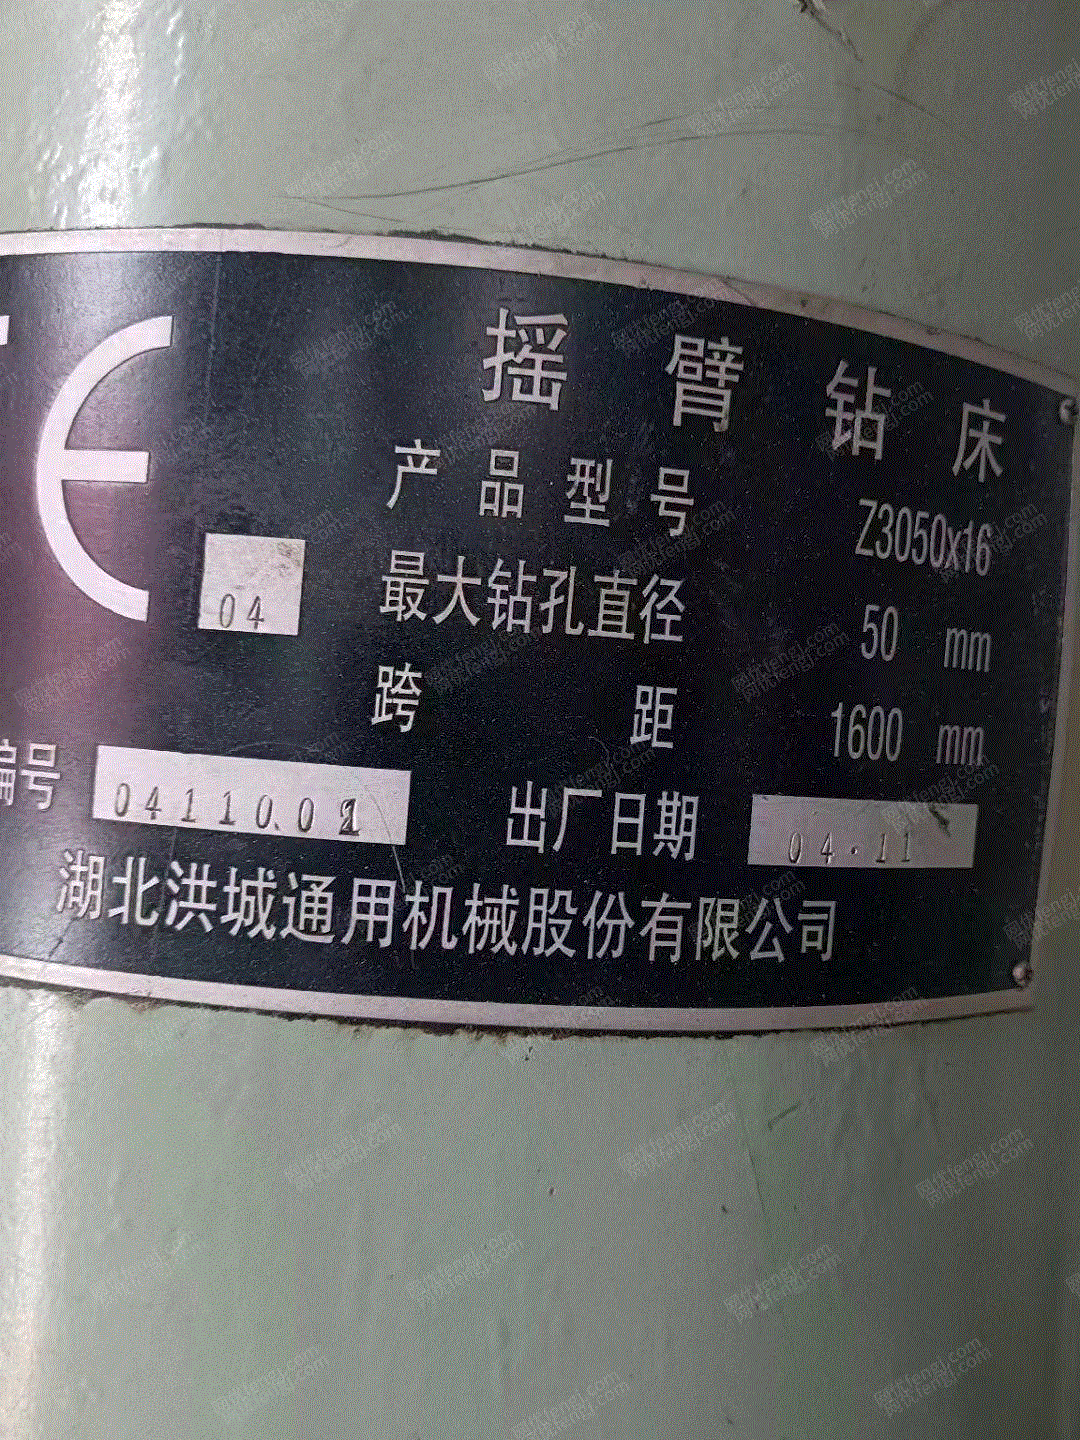 摇臂钻床
CE
产品型号 Z3050x16
04
最大钻孔直径 50 mm
跨距 1600 mm
编号 出厂日期 04.11
湖北洪城通用机械股份有限公司